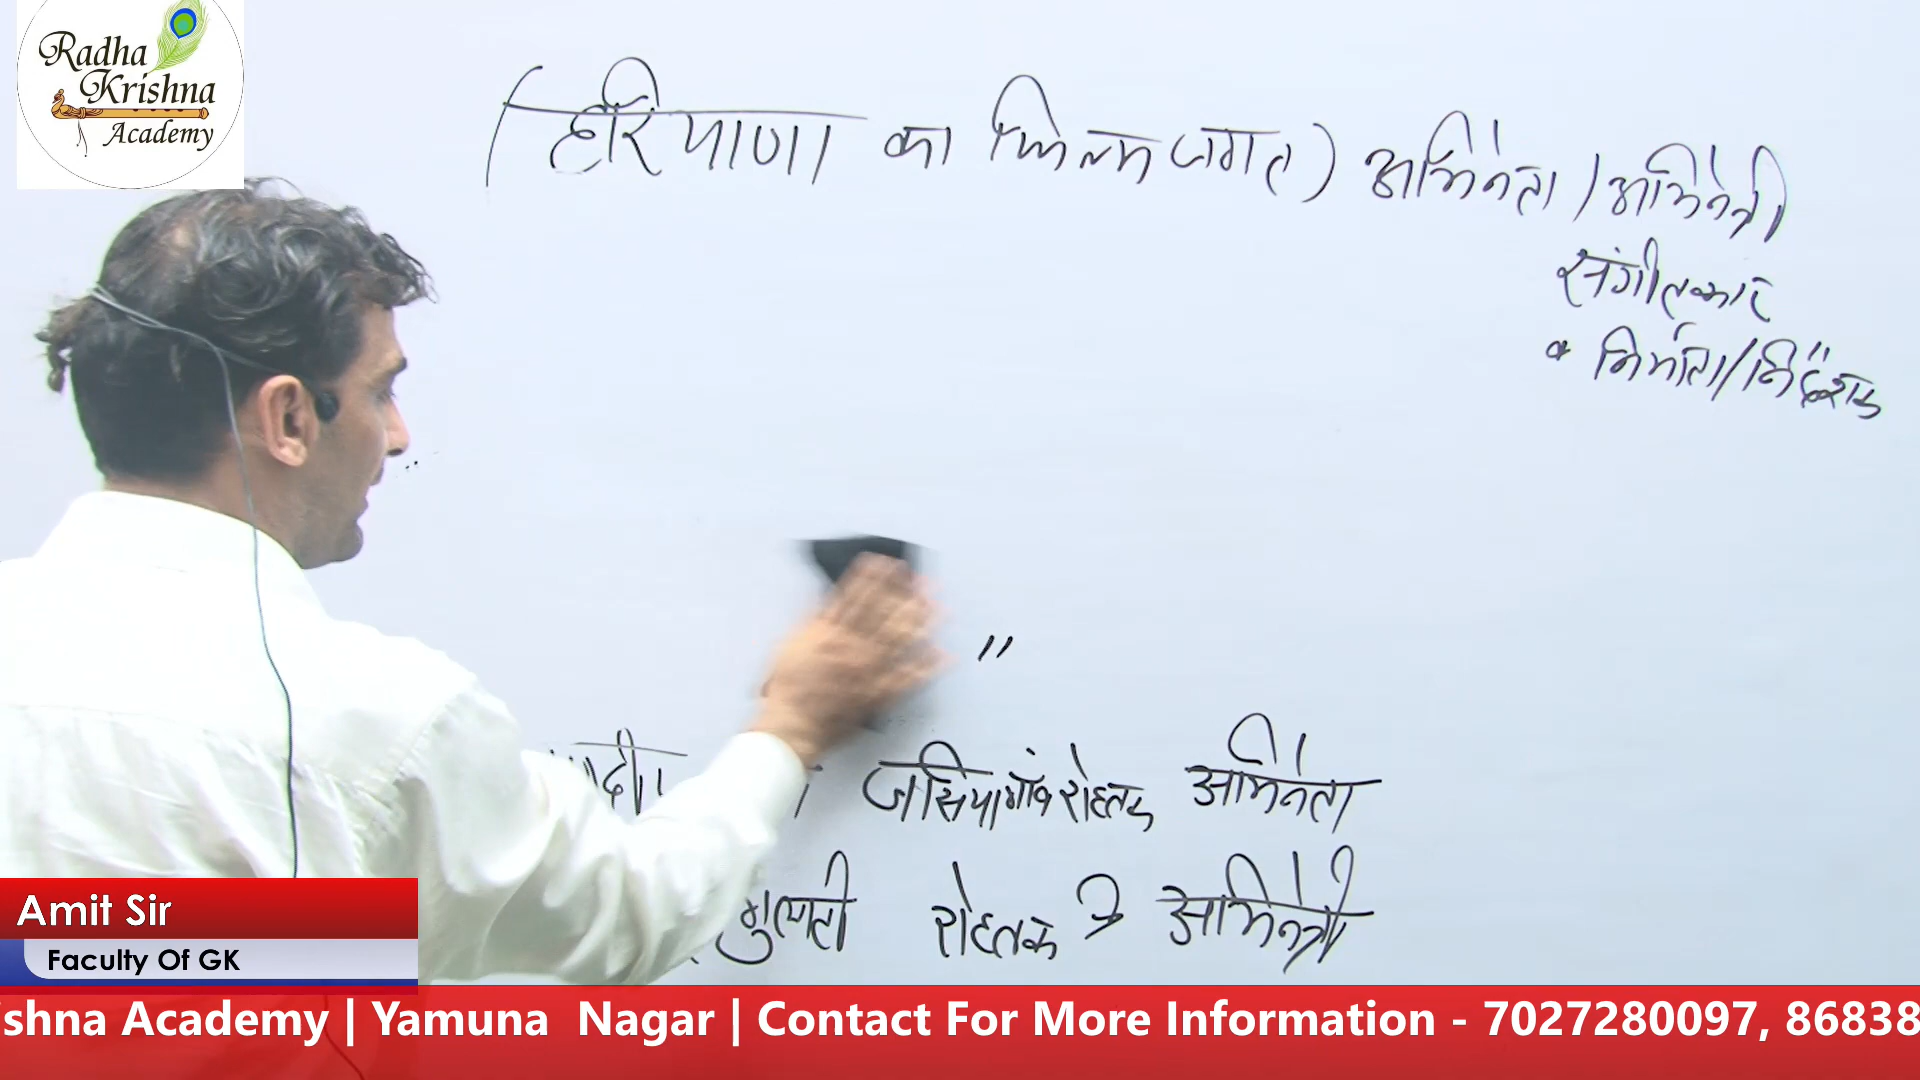 Radha
Krishna
Academy
(हरियाणा का फिल्म जगत) अभिनेता / अभिनेत्री
संगीतकार
निर्माता/निर्देशक
"
जसिया गांव रोहतक अभिनेता
रोहतक अभिनेत्री
Amit Sir
Faculty Of GK
shna Academy | Yamuna Nagar | Contact For More Information - 7027280097, 86838